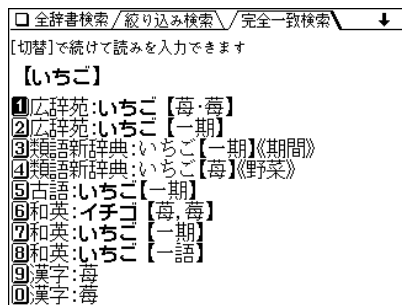 全辞書検索/絞り込み検索\/完全一致検索\ ↓
[切替]で続けて読みを入力できます
【いちご】
1広辞苑:いちご【苺・莓】
2広辞苑:いちご【一期】
3類語新辞典:いちご【一期】《期間》
4類語新辞典:いちご【苺】《野菜》
5古語:いちご【一期】
6和英:イチゴ【苺,莓】
7和英:いちご【一期】
8和英:いちご【一語】
9漢字:苺
0漢字:莓